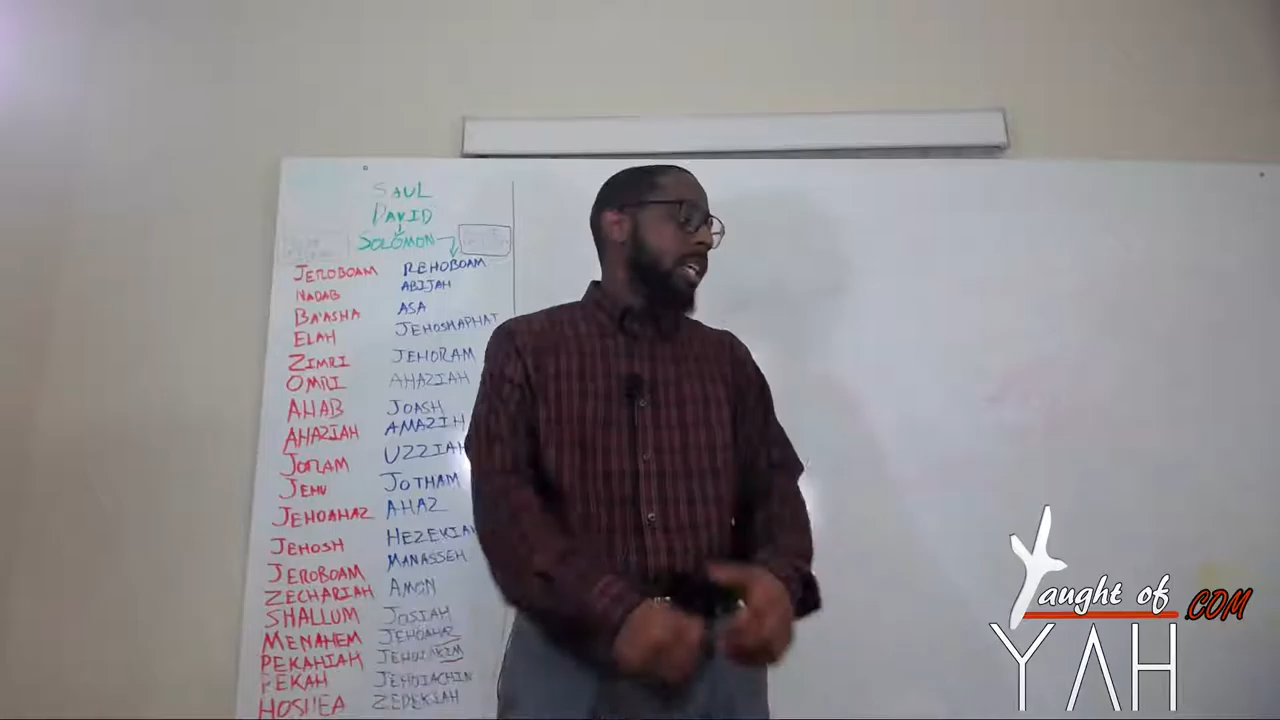 SAUL
DAVID
SOLOMON
JEROBOAM
NADAB
BA'ASHA
ELAH
ZIMRI
OMRI
AHAB
AHAZIAH
JORAM
JEHU
JEHOAHAZ
JEHOSH
JEROBOAM
ZECHARIAH
SHALLUM
MENAHEM
PEKAHIAH
PEKAH
HOSHEA
REHOBOAM
ABIJAH
ASA
JEHOSHAPHAT
JEHORAM
AHAZIAH
JOASH
AMAZIH
UZZIAH
JOTHAM
AHAZ
HEZEKIAH
MANASSEH
AMON
JOSIAH
JEHOAHAZ
JEHOIAKIM
JEHOIACHIN
ZEDEKIAH
Taught of .COM
YAH